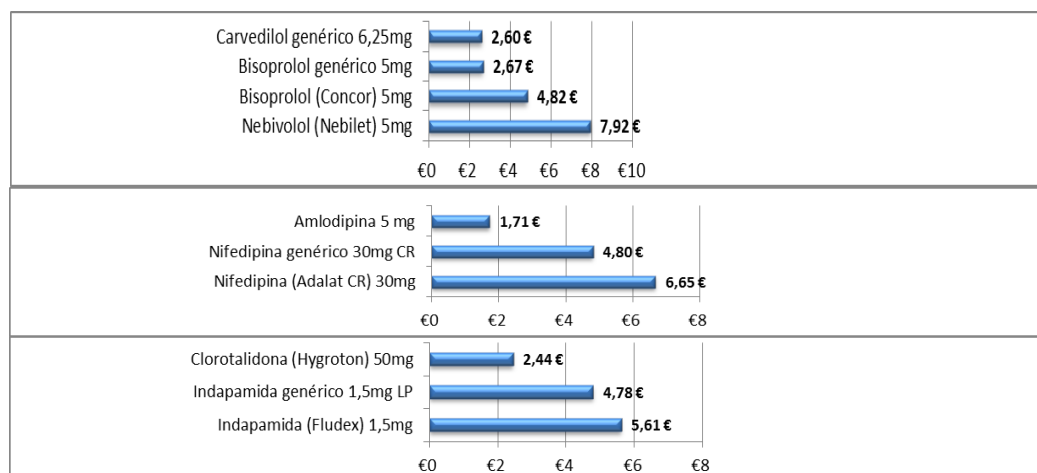 Carvedilol genérico 6,25mg 2,60 €
Bisoprolol genérico 5mg 2,67 €
Bisoprolol (Concor) 5mg 4,82 €
Nebivolol (Nebilet) 5mg 7,92 €
€0 €2 €4 €6 €8 €10
Amlodipina 5 mg 1,71 €
Nifedipina genérico 30mg CR 4,80 €
Nifedipina (Adalat CR) 30mg 6,65 €
€0 €2 €4 €6 €8
Clorotalidona (Hygroton) 50mg 2,44 €
Indapamida genérico 1,5mg LP 4,78 €
Indapamida (Fludex) 1,5mg 5,61 €
€0 €2 €4 €6 €8